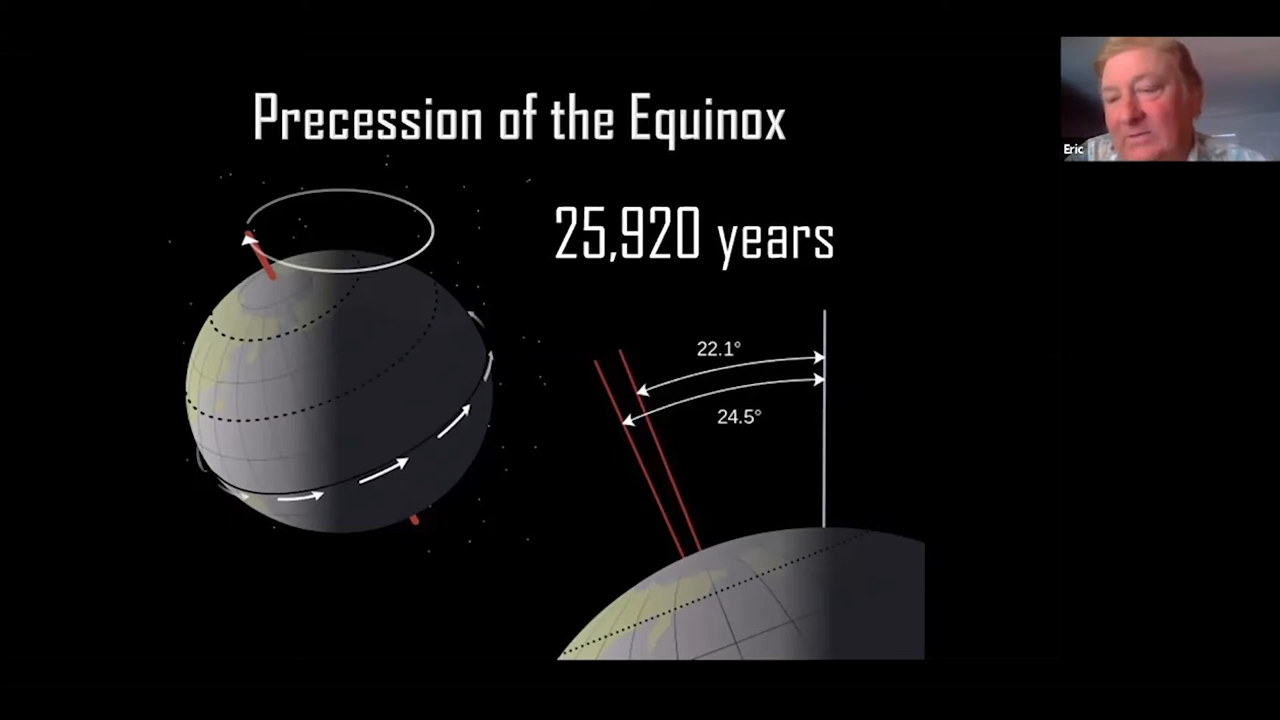 Precession of the Equinox
25,920 years
22.1°
24.5°
Eric